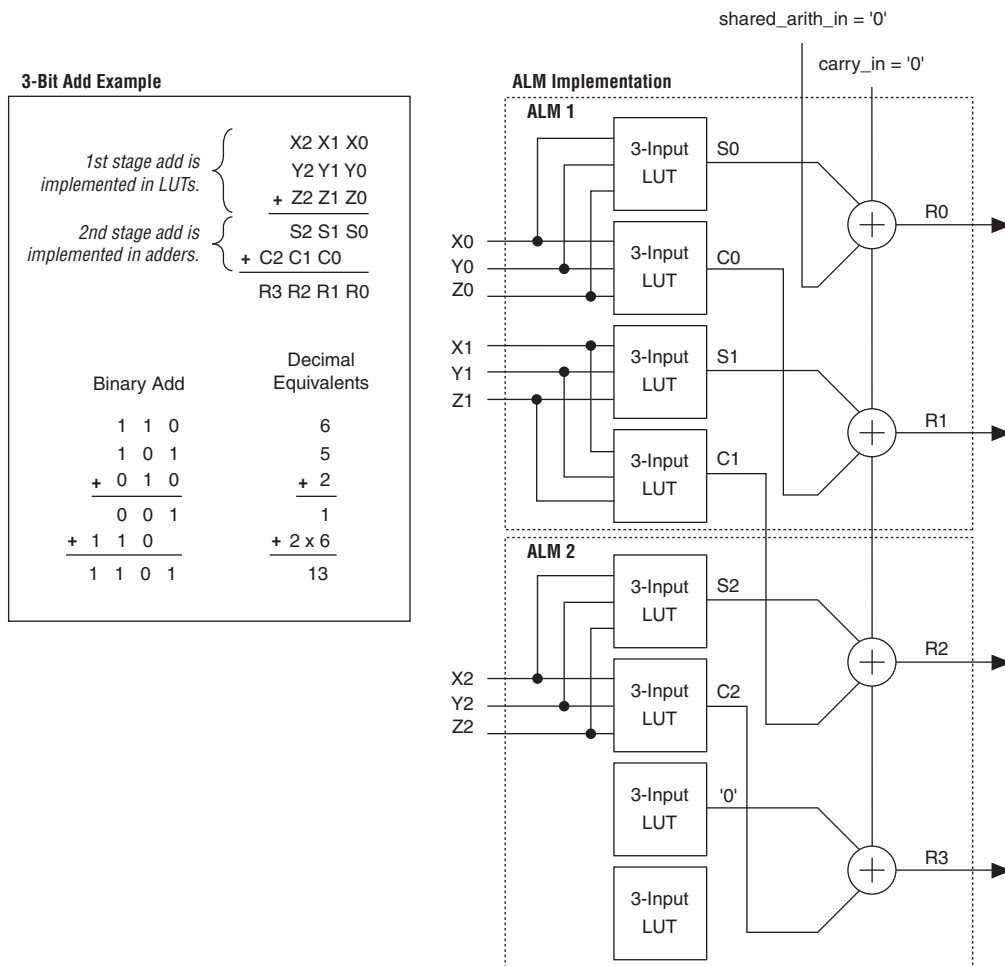 shared_arith_in = '0'
carry_in = '0'
3-Bit Add Example
1st stage add is
implemented in LUTs.
X2 X1 X0
Y2 Y1 Y0
+ Z2 Z1 Z0
2nd stage add is
implemented in adders.
S2 S1 S0
+ C2 C1 C0
R3 R2 R1 R0
Binary Add
1 1 0
1 0 1
+ 0 1 0
0 0 1
+ 1 1 0
1 1 0 1
Decimal
Equivalents
6
5
+ 2
1
+ 2 x 6
13
ALM Implementation
ALM 1
X0
Y0
Z0
3-Input
LUT
S0
R0
3-Input
LUT
C0
X1
Y1
Z1
3-Input
LUT
S1
R1
3-Input
LUT
C1
ALM 2
X2
Y2
Z2
3-Input
LUT
S2
R2
3-Input
LUT
C2
3-Input
LUT
'0'
R3
3-Input
LUT